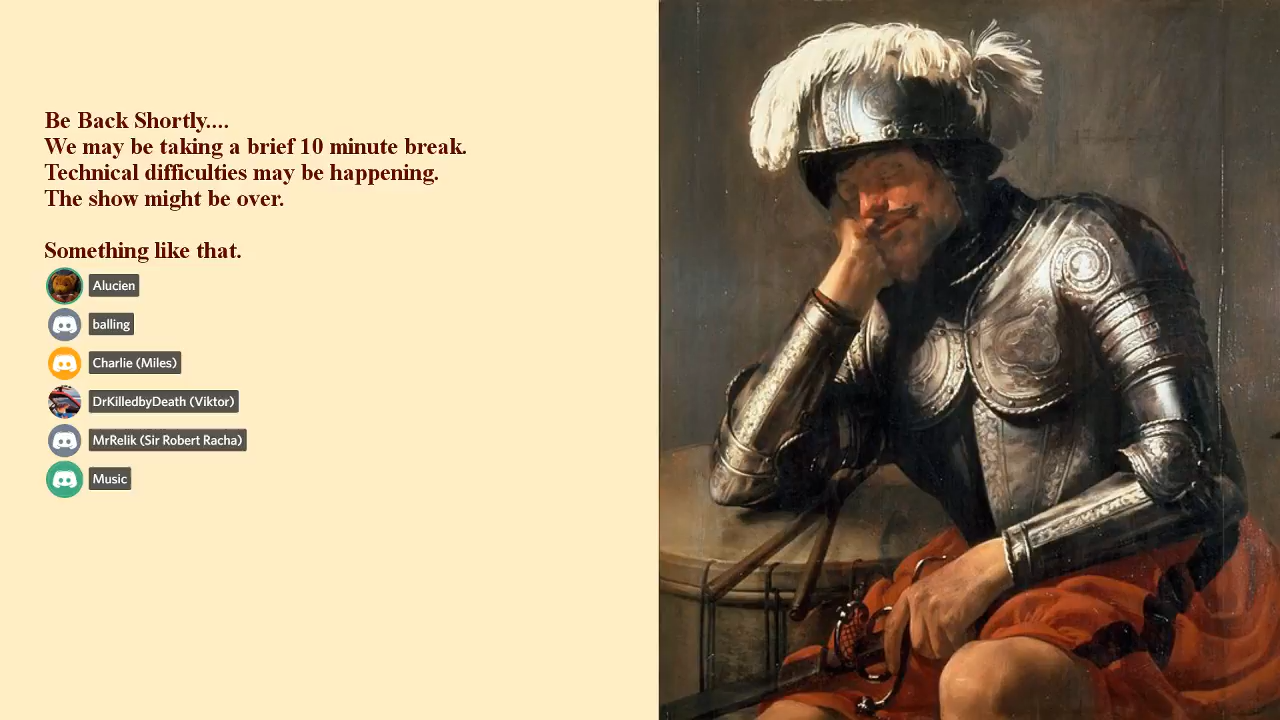 Be Back Shortly....
We may be taking a brief 10 minute break.
Technical difficulties may be happening.
The show might be over.
Something like that.
Alucien
balling
Charlie (Miles)
DrKilledbyDeath (Viktor)
MrRelik (Sir Robert Racha)
Music